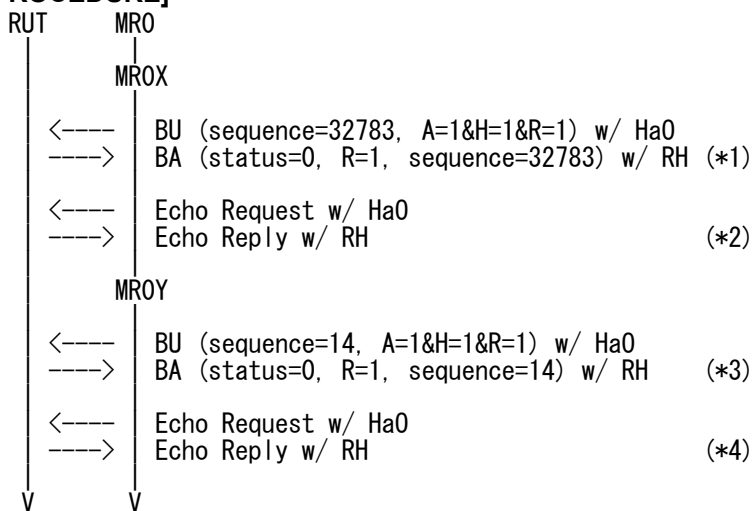 RUT MR0
MR0X
<---- BU (sequence=32783, A=1&H=1&R=1) w/ HaO
----> BA (status=0, R=1, sequence=32783) w/ RH (*1)
<---- Echo Request w/ HaO
----> Echo Reply w/ RH (*2)
MR0Y
<---- BU (sequence=14, A=1&H=1&R=1) w/ HaO
----> BA (status=0, R=1, sequence=14) w/ RH (*3)
<---- Echo Request w/ HaO
----> Echo Reply w/ RH (*4)
V V